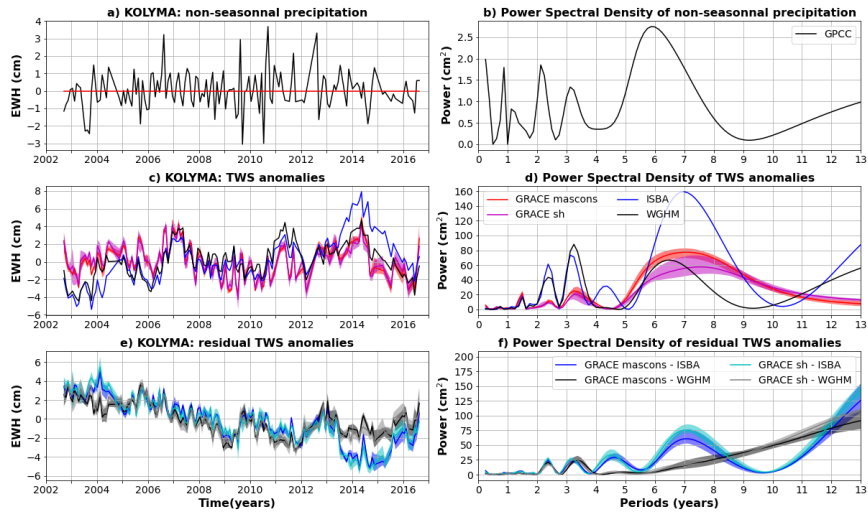 a) KOLYMA: non-seasonnal precipitation
EWH (cm)
4
3
2
1
0
−1
−2
−3
2002 2004 2006 2008 2010 2012 2014 2016
b) Power Spectral Density of non-seasonnal precipitation
Power (cm²)
2.5
2.0
1.5
1.0
0.5
0.0
GPCC
0 1 2 3 4 5 6 7 8 9 10 11 12 13
c) KOLYMA: TWS anomalies
EWH (cm)
8
6
4
2
0
−2
−4
−6
2002 2004 2006 2008 2010 2012 2014 2016
d) Power Spectral Density of TWS anomalies
Power (cm²)
160
140
120
100
80
60
40
20
0
GRACE mascons ISBA
GRACE sh WGHM
0 1 2 3 4 5 6 7 8 9 10 11 12 13
e) KOLYMA: residual TWS anomalies
EWH (cm)
6
4
2
0
−2
−4
−6
2002 2004 2006 2008 2010 2012 2014 2016
Time(years)
f) Power Spectral Density of residual TWS anomalies
Power (cm²)
200
175
150
125
100
75
50
25
0
GRACE mascons - ISBA GRACE sh - ISBA
GRACE mascons - WGHM GRACE sh - WGHM
0 1 2 3 4 5 6 7 8 9 10 11 12 13
Periods (years)